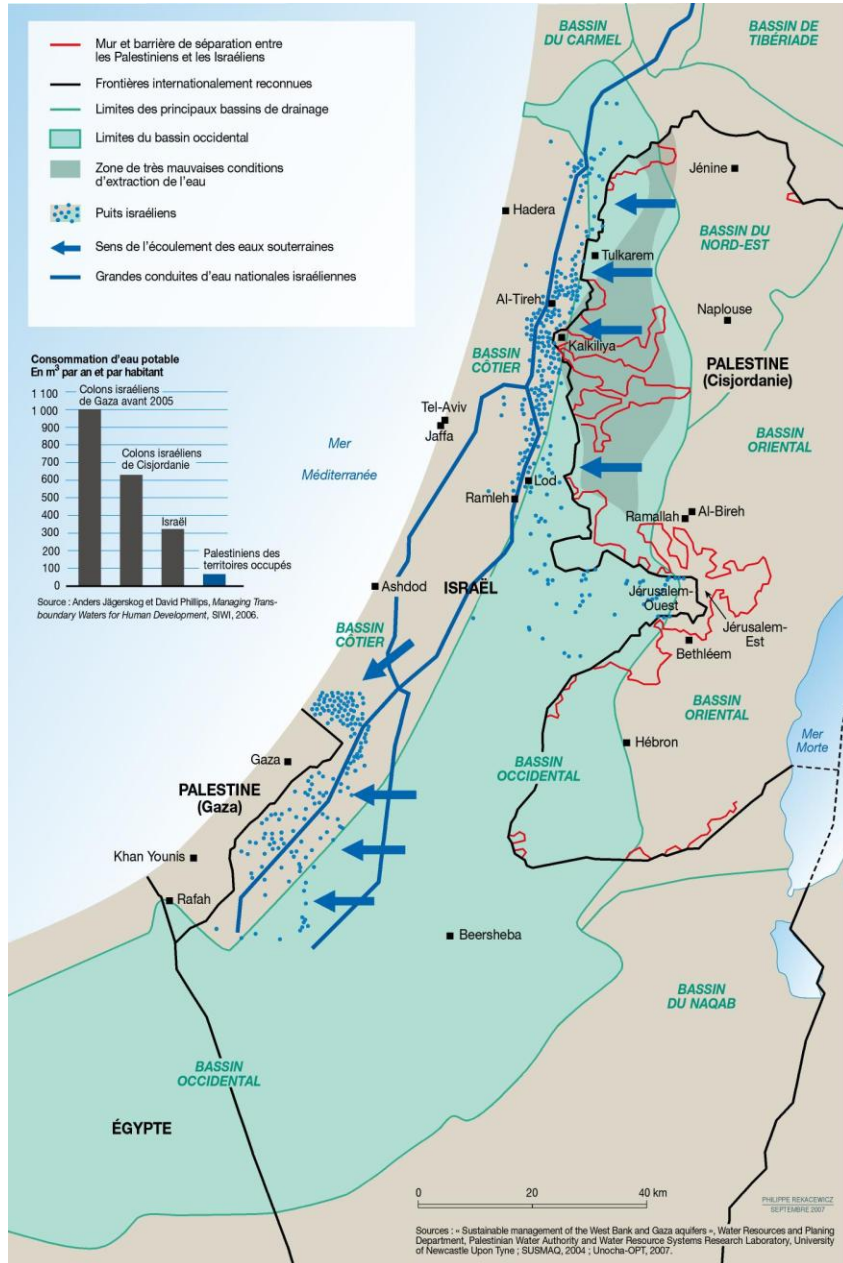 Mur et barrière de séparation entre
les Palestiniens et les Israéliens
Frontières internationalement reconnues
Limites des principaux bassins de drainage
Limites du bassin occidental
Zone de très mauvaises conditions
d'extraction de l'eau
Puits israéliens
Sens de l'écoulement des eaux souterraines
Grandes conduites d'eau nationales israéliennes
Consommation d'eau potable
En m³ par an et par habitant
1 100
1 000
900
800
700
600
500
400
300
200
100
0
Colons israéliens
de Gaza avant 2005
Colons israéliens
de Cisjordanie
Israël
Palestiniens des
territoires occupés
Source : Anders Jägerskog et David Phillips, Managing Trans-
boundary Waters for Human Development, SIWI, 2006.
BASSIN
DU CARMEL
BASSIN DE
TIBÉRIADE
Jénine
Hadera
BASSIN DU
NORD-EST
Tulkarem
Al-Tireh
Naplouse
Kalkiliya
BASSIN
CÔTIER
PALESTINE
(Cisjordanie)
Tel-Aviv
Jaffa
Mer
Méditerranée
BASSIN
ORIENTAL
Lod
Ramleh
Ramallah
Al-Bireh
Ashdod
ISRAËL
Jérusalem-
Ouest
Jérusalem-
Est
BASSIN
CÔTIER
Bethléem
BASSIN
ORIENTAL
Mer
Morte
Hébron
Gaza
BASSIN
OCCIDENTAL
PALESTINE
(Gaza)
Khan Younis
Rafah
Beersheba
BASSIN
DU NAQAB
BASSIN
OCCIDENTAL
ÉGYPTE
0
20
40 km
PHILIPPE REKACEWICZ
SEPTEMBRE 2007
Sources : « Sustainable management of the West Bank and Gaza aquifers », Water Resources and Planing
Department, Palestinian Water Authority and Water Resource Systems Research Laboratory, University
of Newcastle Upon Tyne ; SUSMAQ, 2004 ; Unocha-OPT, 2007.